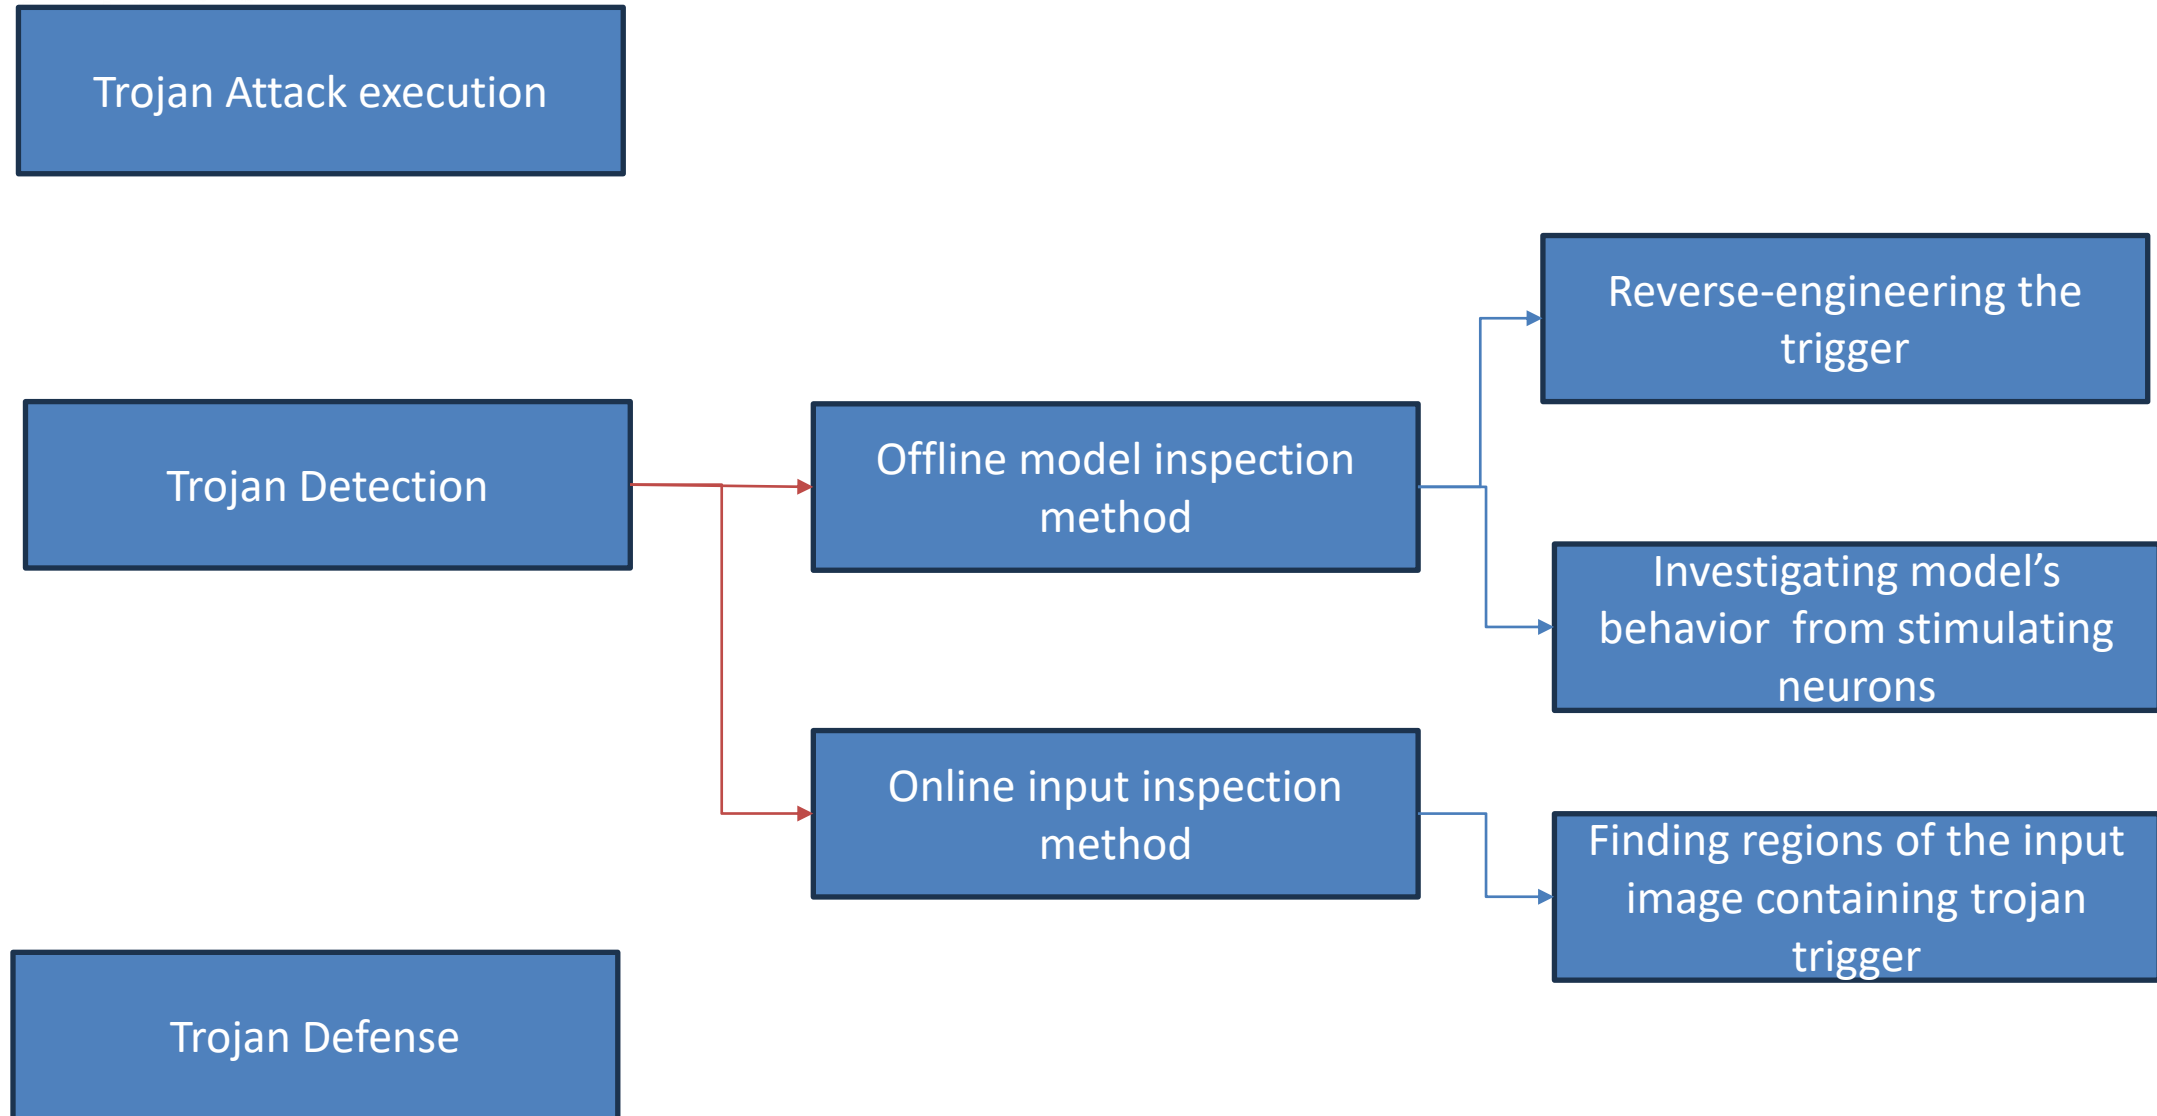 Trojan Attack execution
Reverse-engineering the
trigger
Trojan Detection
Offline model inspection
method
Investigating model’s
behavior  from stimulating
neurons
Online input inspection
method
Finding regions of the input
image containing trojan
trigger
Trojan Defense